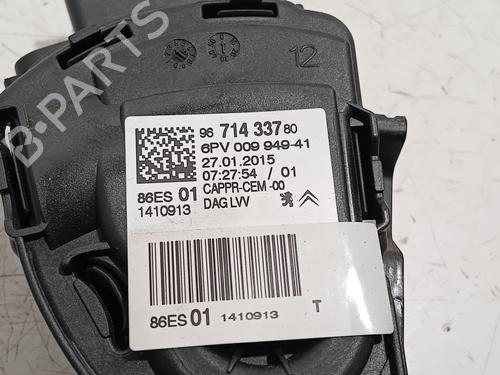 12
96 714 337 80
6PV 009 949-41
27.01.2015
07:27:54 / 01
86ES 01 CAPPR-CEM -00
1410913 DAG LVV
86ES 01 1410913 T
B-PARTS